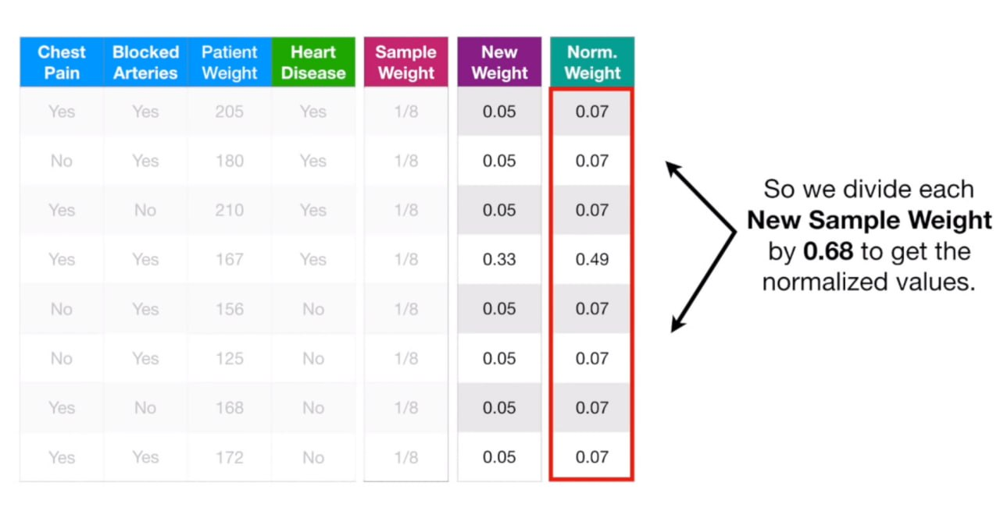 Chest Pain Blocked Arteries Patient Weight Heart Disease Sample Weight New Weight Norm. Weight
Yes Yes 205 Yes 1/8 0.05 0.07
No Yes 180 Yes 1/8 0.05 0.07
Yes No 210 Yes 1/8 0.05 0.07
Yes Yes 167 Yes 1/8 0.33 0.49
No Yes 156 No 1/8 0.05 0.07
No Yes 125 No 1/8 0.05 0.07
Yes No 168 No 1/8 0.05 0.07
Yes Yes 172 No 1/8 0.05 0.07
So we divide each
New Sample Weight
by 0.68 to get the
normalized values.